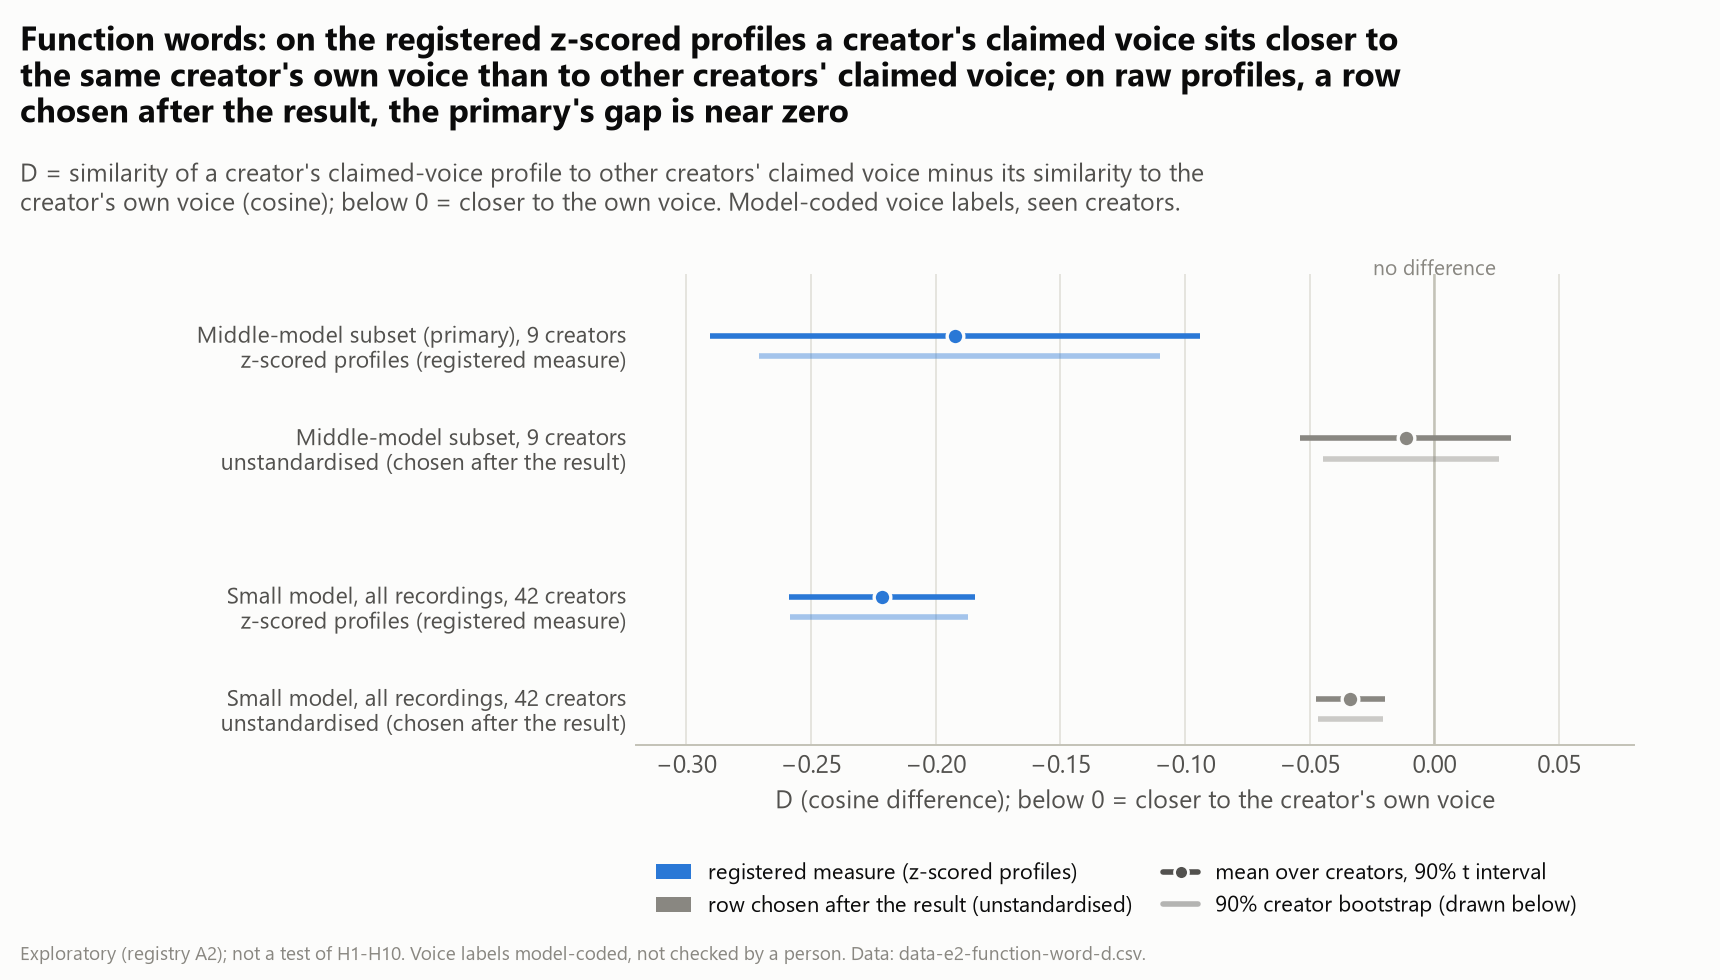 Function words: on the registered z-scored profiles a creator's claimed voice sits closer to
the same creator's own voice than to other creators' claimed voice; on raw profiles, a row
chosen after the result, the primary's gap is near zero
D = similarity of a creator's claimed-voice profile to other creators' claimed voice minus its similarity to the
creator's own voice (cosine); below 0 = closer to the own voice. Model-coded voice labels, seen creators.
no difference
Middle-model subset (primary), 9 creators
z-scored profiles (registered measure)
Middle-model subset, 9 creators
unstandardised (chosen after the result)
Small model, all recordings, 42 creators
z-scored profiles (registered measure)
Small model, all recordings, 42 creators
unstandardised (chosen after the result)
−0.30 −0.25 −0.20 −0.15 −0.10 −0.05 0.00 0.05
D (cosine difference); below 0 = closer to the creator's own voice
registered measure (z-scored profiles)
row chosen after the result (unstandardised)
mean over creators, 90% t interval
90% creator bootstrap (drawn below)
Exploratory (registry A2); not a test of H1-H10. Voice labels model-coded, not checked by a person. Data: data-e2-function-word-d.csv.